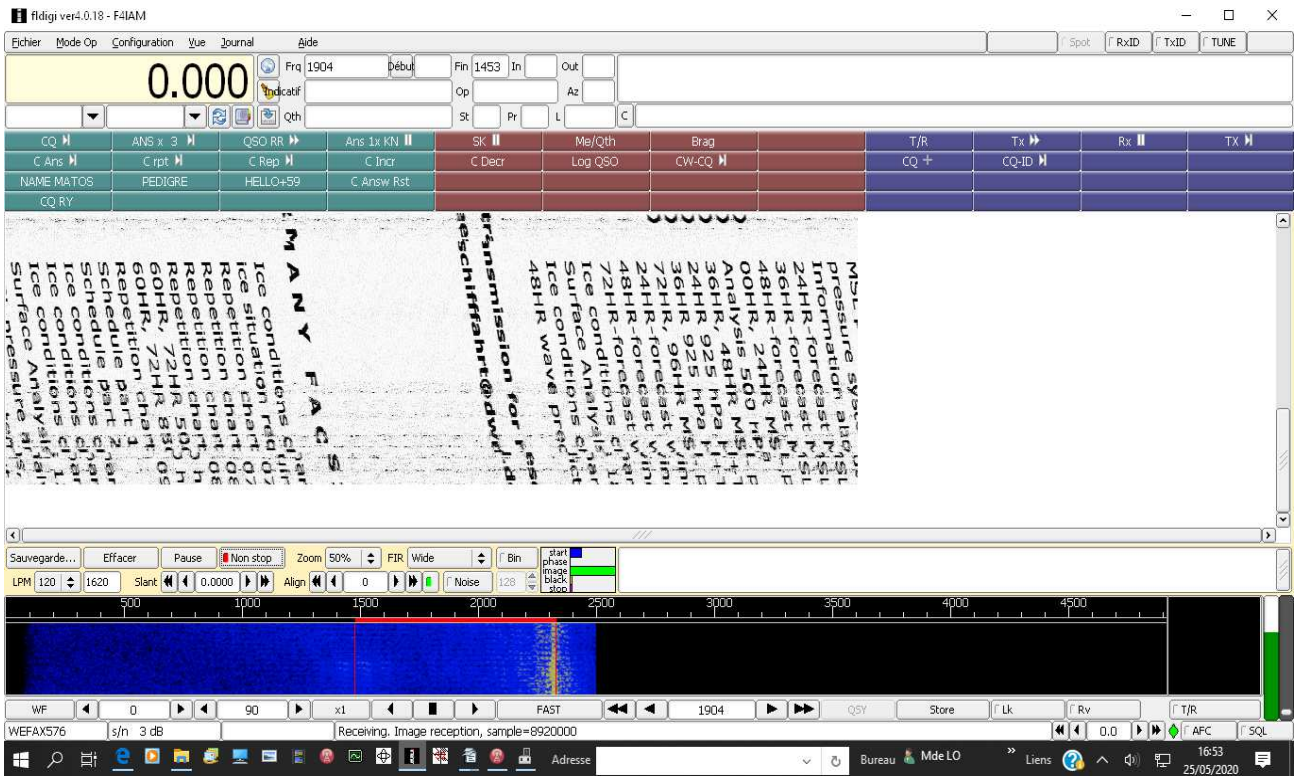 fldigi ver4.0.18 - F4IAM
Fichier Mode Op Configuration Vue Journal Aide
Spot RxID TxID TUNE
0.000 Frq 1904 Début Fin 1453 In Out
Indicatif Op Az
Qth St Pr L C
CQ ANS x 3 QSO RR Ans 1x KN SK Me/Qth Brag T/R Tx Rx TX
C Ans C rpt C Rep C Incr C Decr Log QSO CW-CQ CQ + CQ-ID
NAME MATOS PEDIGRE HELLO+59 C Answ Rst
CQ RY
pressure
Information
24HR-forecast
36HR-forecast
48HR-forecast
00HR, 24HR
Analysis 500 hPa
36HR, 48HR
24HR 925 hPa
36HR 925 hPa
72HR, 96HR
24HR-forecast
48HR-forecast
72HR-forecast
Surface Analysis
Ice conditions
48HR wave
transmission for
eschifffahrt@dwd.d
M A N Y F A C S
Ice conditions
ice situation
Repetition chart
Repetition chart
Repetition chart
Repetition chart
60HR, 72HR
60HR, 72HR
Repetition chart
Schedule part 1
Schedule part 2
Ice conditions
Ice conditions
Ice conditions
Surface Analysis
pressure
Sauvegarde... Effacer Pause Non stop Zoom 50% FIR Wide Bin start
phase
image
black
stop
LPM 120 1620 Slant 0.0000 Align 0 Noise 128
500 1000 1500 2000 2500 3000 3500 4000 4500
WF 0 90 x1 FAST 1904 QSY Store Lk Rv T/R
WEFAX576 s/n 3 dB Receiving. Image reception, sample=8920000 0.0 AFC SQL
Adresse Bureau Mde LO » Liens 16:53
25/05/2020